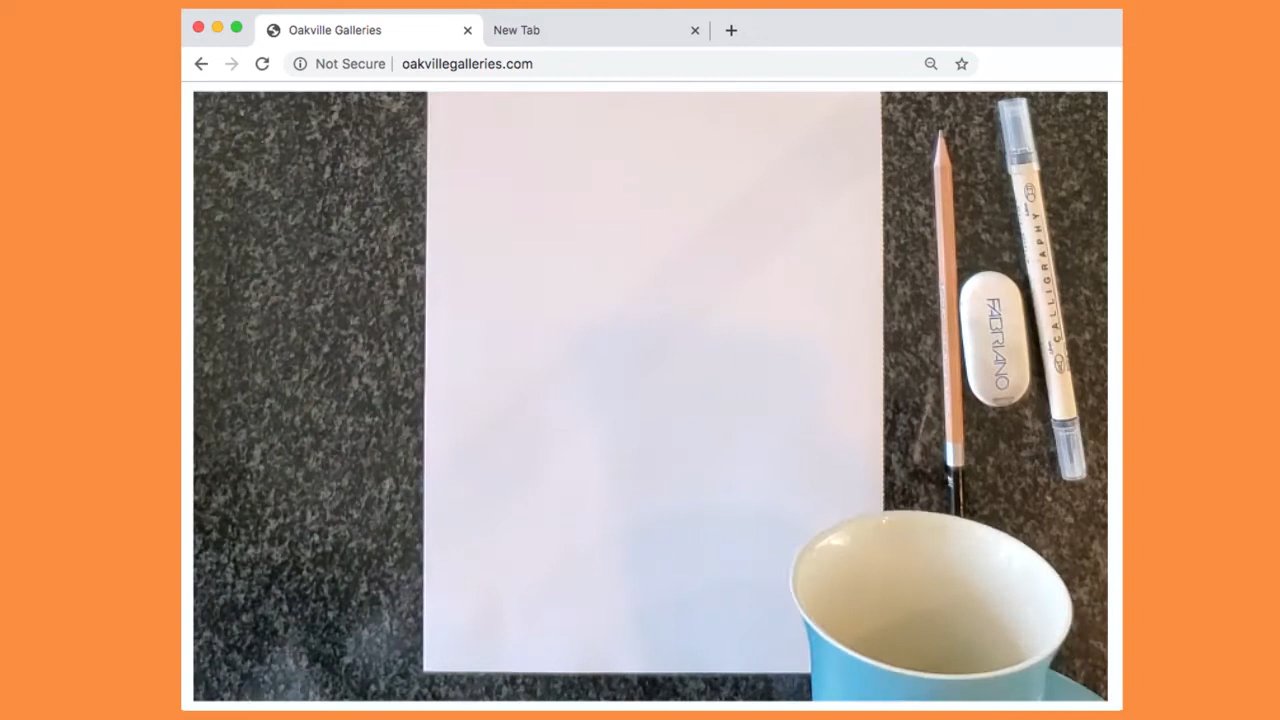 Oakville Galleries
New Tab
Not Secure
oakvillegalleries.com
FABRIANO
CALLIGRAPHY